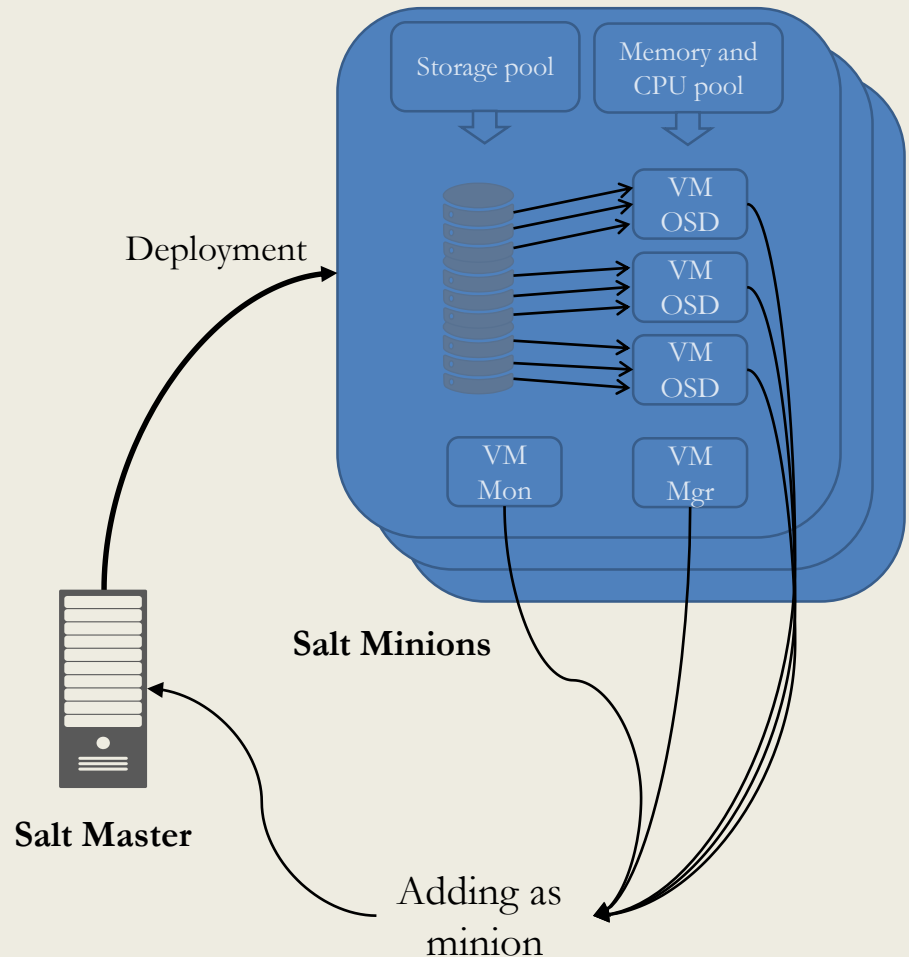 Storage pool
Memory and
CPU pool
VM
OSD
VM
OSD
VM
OSD
Deployment
VM
Mon
VM
Mgr
Salt Minions
Salt Master
Adding as
minion